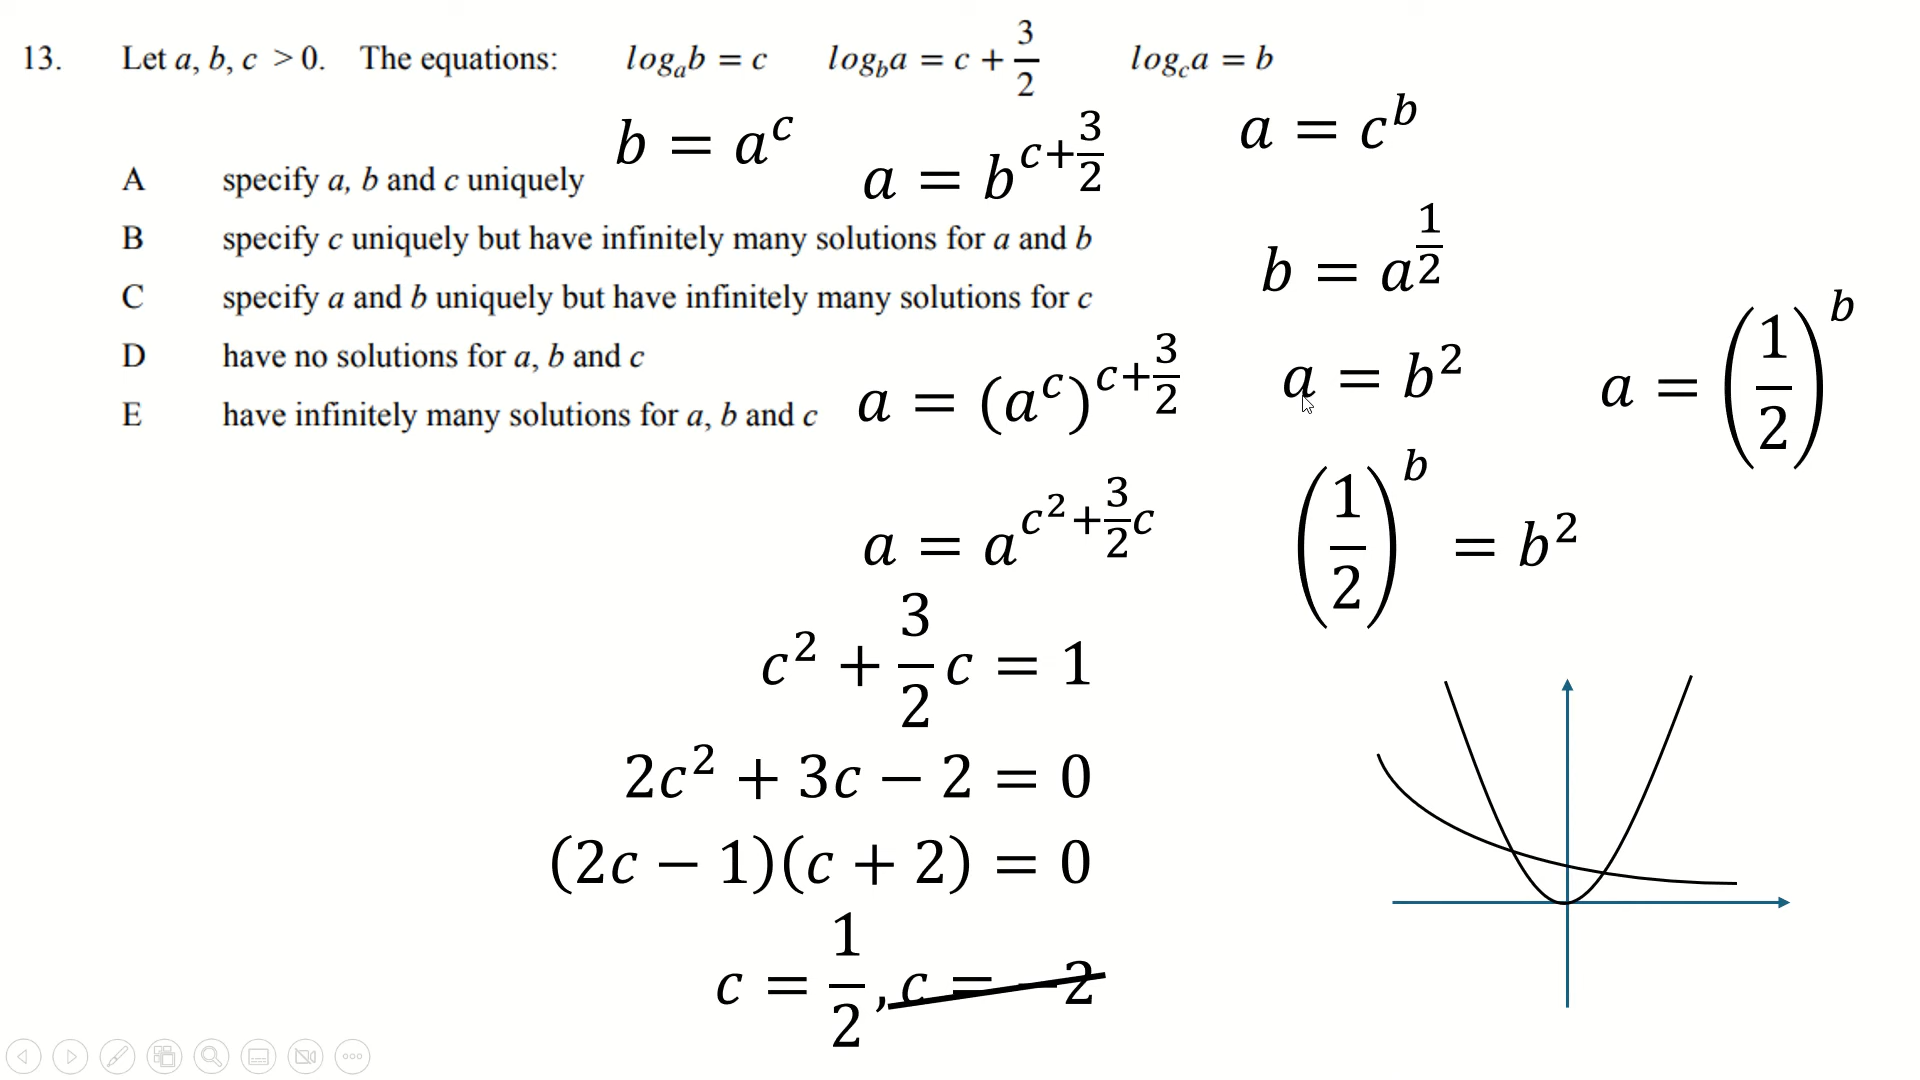 13. Let a, b, c > 0. The equations: log_a b = c   log_b a = c + 3/2   log_c a = b
b = a^c
a = b^(c+3/2)
a = c^b
A specify a, b and c uniquely
B specify c uniquely but have infinitely many solutions for a and b
b = a^(1/2)
C specify a and b uniquely but have infinitely many solutions for c
D have no solutions for a, b and c
E have infinitely many solutions for a, b and c
a = (a^c)^(c+3/2)
a = b^2
a = (1/2)^b
a = a^(c^2+3/2c)
(1/2)^b = b^2
c^2 + 3/2 c = 1
2c^2 + 3c − 2 = 0
(2c − 1)(c + 2) = 0
c = 1/2, c = −2